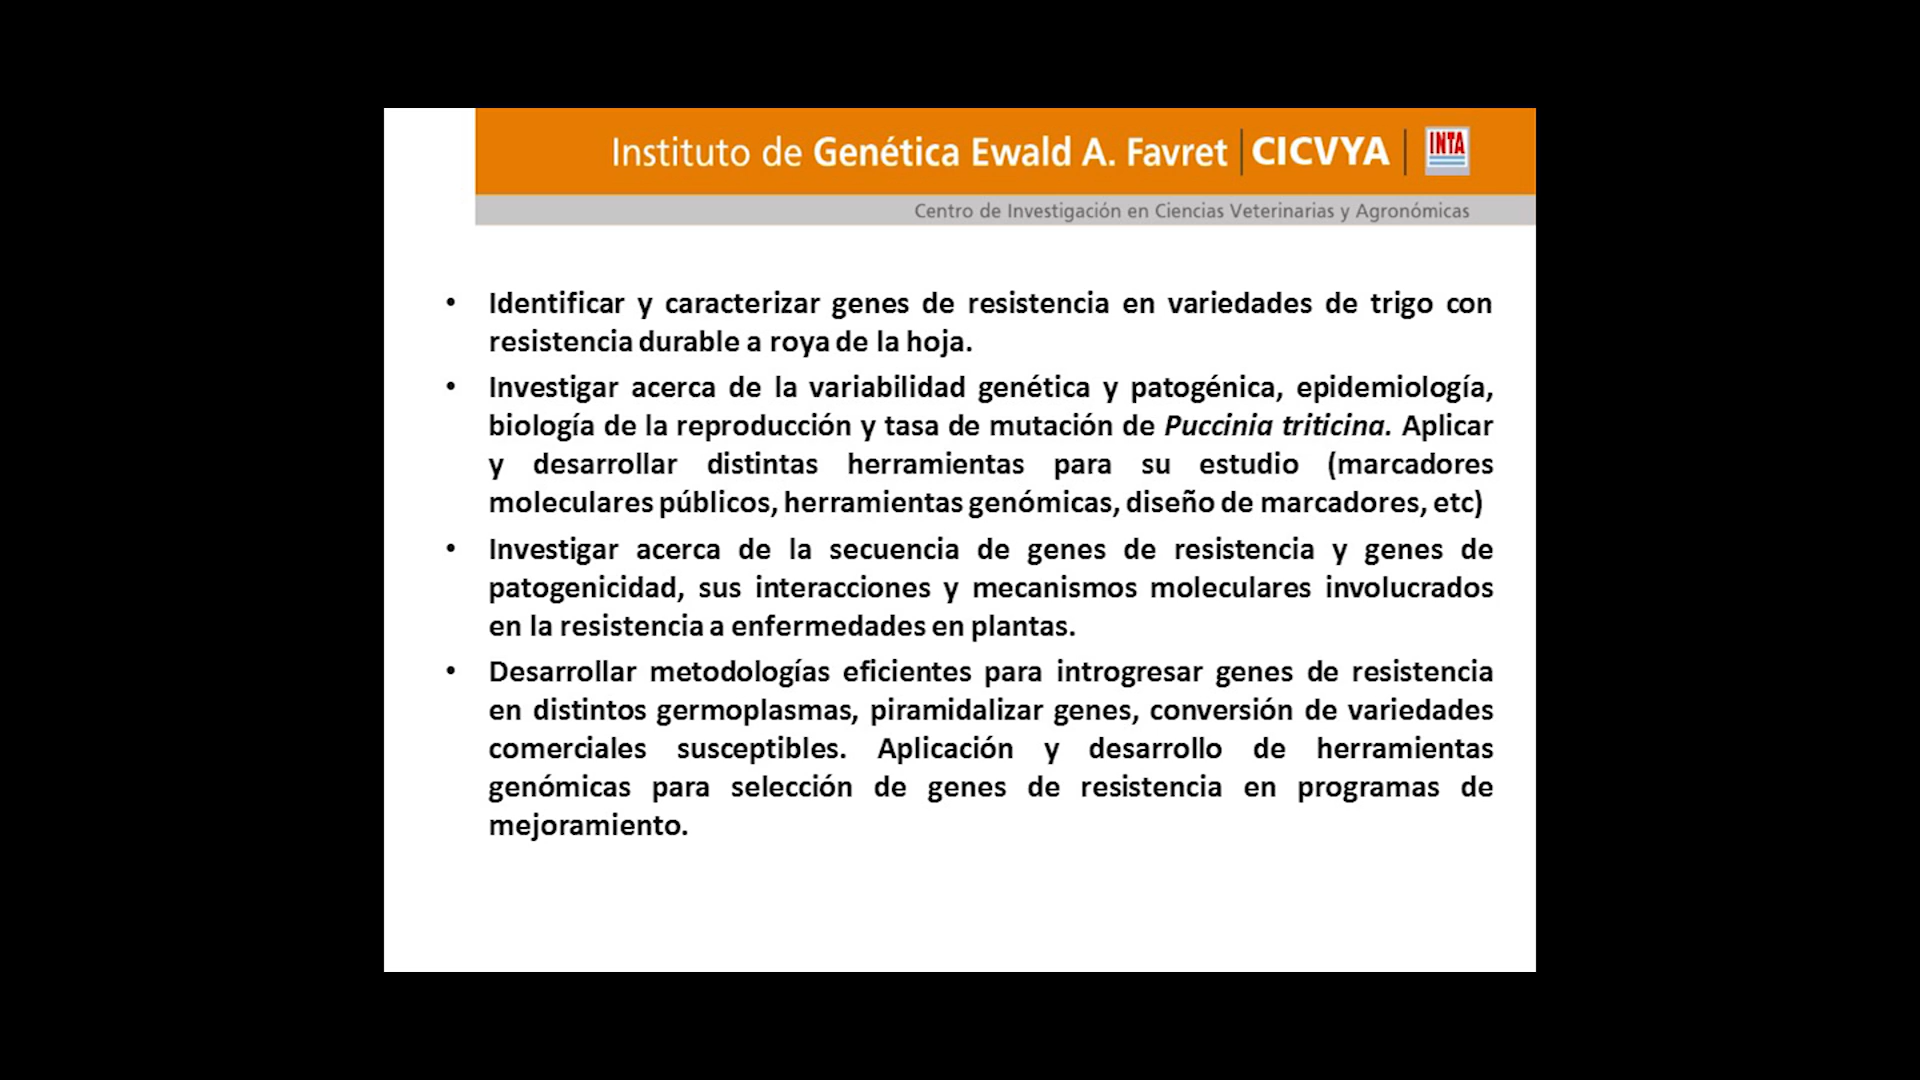 Instituto de Genética Ewald A. Favret | CICVYA | INTA
Centro de Investigación en Ciencias Veterinarias y Agronómicas
• Identificar y caracterizar genes de resistencia en variedades de trigo con
resistencia durable a roya de la hoja.
• Investigar acerca de la variabilidad genética y patogénica, epidemiología,
biología de la reproducción y tasa de mutación de Puccinia triticina. Aplicar
y desarrollar distintas herramientas para su estudio (marcadores
moleculares públicos, herramientas genómicas, diseño de marcadores, etc)
• Investigar acerca de la secuencia de genes de resistencia y genes de
patogenicidad, sus interacciones y mecanismos moleculares involucrados
en la resistencia a enfermedades en plantas.
• Desarrollar metodologías eficientes para introgresar genes de resistencia
en distintos germoplasmas, piramidalizar genes, conversión de variedades
comerciales susceptibles. Aplicación y desarrollo de herramientas
genómicas para selección de genes de resistencia en programas de
mejoramiento.